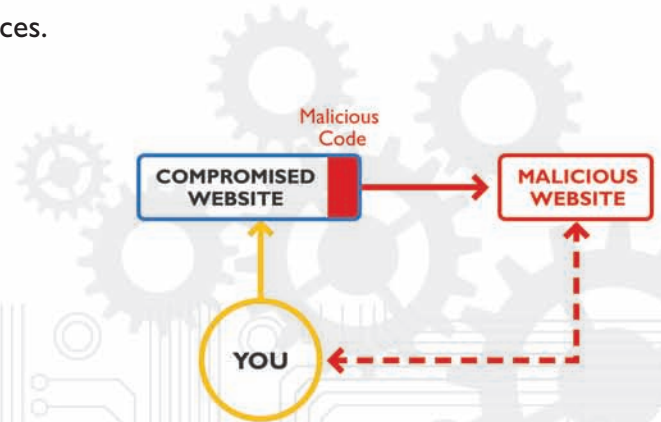 ces.
Malicious
Code
COMPROMISED
WEBSITE
MALICIOUS
WEBSITE
YOU